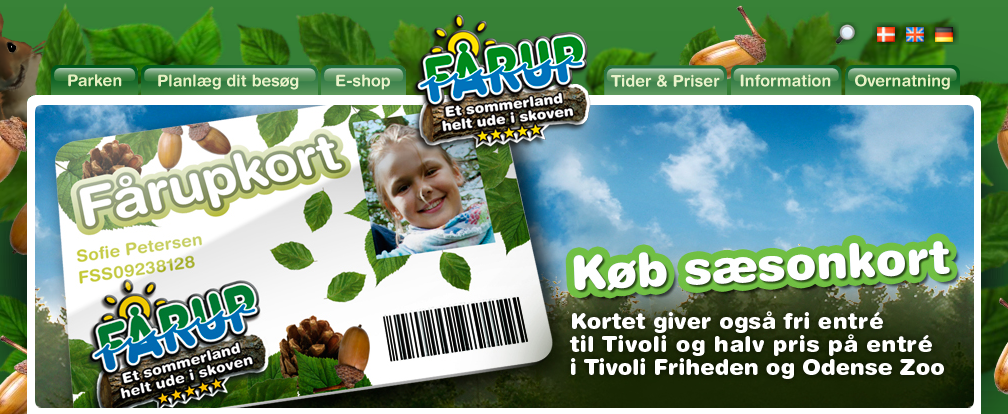 Parken
Planlæg dit besøg
E-shop
FÅRUP
Et sommerland
helt ude i skoven
Tider & Priser
Information
Overnatning
Fårupkort
Sofie Petersen
FSS09238128
FÅRUP
Et sommerland
helt ude i skoven
Køb sæsonkort
Kortet giver også fri entré
til Tivoli og halv pris på entré
i Tivoli Friheden og Odense Zoo